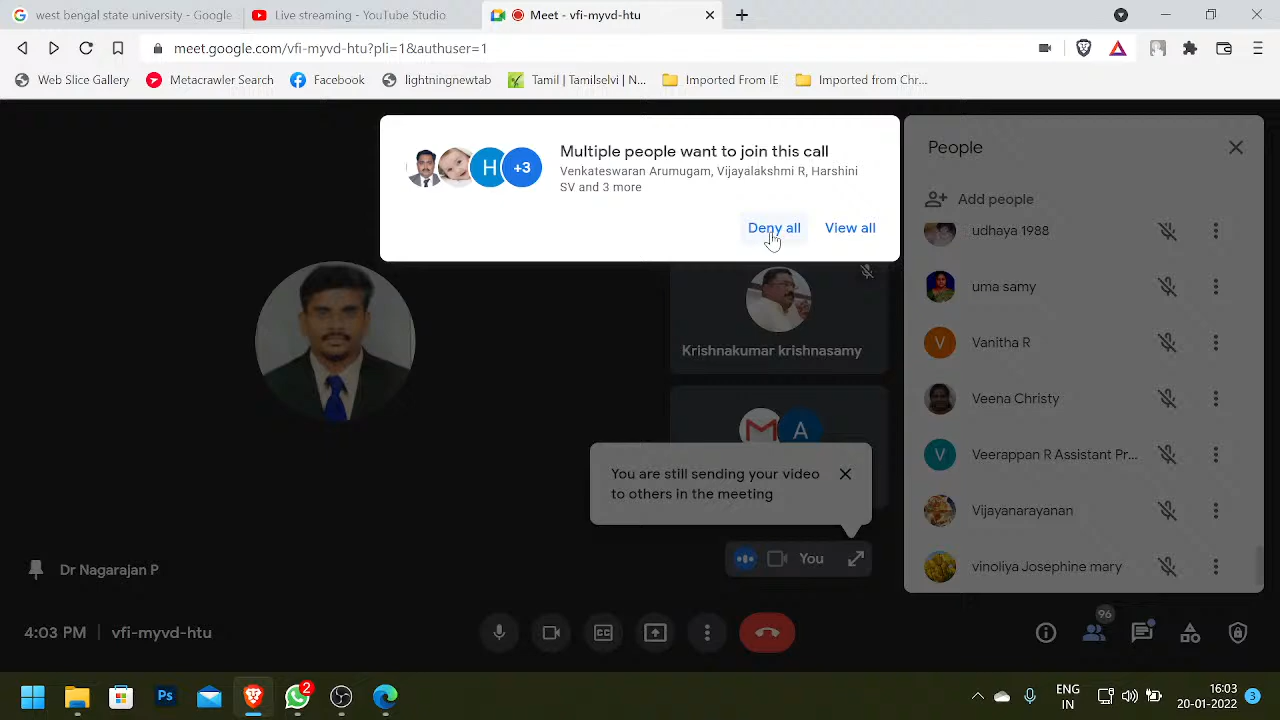 west bengal state university - Google
Live streaming - YouTube Studio
Meet - vfi-myvd-htu
meet.google.com/vfi-myvd-htu?pli=1&authuser=1
Web Slice Gallery
Metacrawler Search
Facebook
lightningnewtab
Tamil | Tamilselvi | N...
Imported From IE
Imported from Chr...
H
+3
Multiple people want to join this call
Venkateswaran Arumugam, Vijayalakshmi R, Harshini
SV and 3 more
Deny all
View all
People
Add people
udhaya 1988
uma samy
V
Vanitha R
Veena Christy
V
Veerappan R Assistant Pr...
Vijayanarayanan
vinoliya Josephine mary
Krishnakumar krishnasamy
A
You are still sending your video
to others in the meeting
You
Dr Nagarajan P
4:03 PM | vfi-myvd-htu
CC
96
Ps
2
ENG
IN
16:03
20-01-2022
3